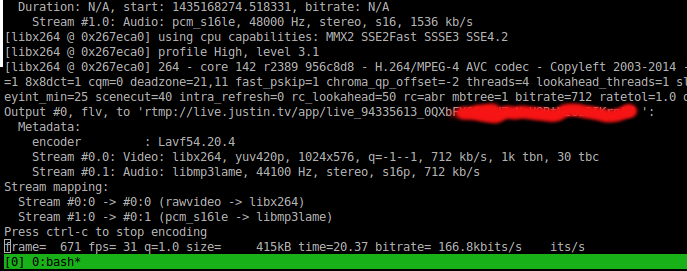 Duration: N/A, start: 1435168274.518331, bitrate: N/A
Stream #1.0: Audio: pcm_s16le, 48000 Hz, stereo, s16, 1536 kb/s
[libx264 @ 0x267eca0] using cpu capabilities: MMX2 SSE2Fast SSSE3 SSE4.2
[libx264 @ 0x267eca0] profile High, level 3.1
[libx264 @ 0x267eca0] 264 - core 142 r2389 956c8d8 - H.264/MPEG-4 AVC codec - Copyleft 2003-2014 -
=1 8x8dct=1 cqm=0 deadzone=21,11 fast_pskip=1 chroma_qp_offset=-2 threads=4 lookahead_threads=1 sl
eyint_min=25 scenecut=40 intra_refresh=0 rc_lookahead=50 rc=abr mbtree=1 bitrate=712 ratetol=1.0 q
Output #0, flv, to ':
Metadata:
encoder : Lavf54.20.4
Stream #0.0: Video: libx264, yuv420p, 1024x576, q=-1--1, 712 kb/s, 1k tbn, 30 tbc
Stream #0.1: Audio: libmp3lame, 44100 Hz, stereo, s16p, 712 kb/s
Stream mapping:
Stream #0:0 -> #0:0 (rawvideo -> libx264)
Stream #1:0 -> #0:1 (pcm_s16le -> libmp3lame)
Press ctrl-c to stop encoding
frame= 671 fps= 31 q=1.0 size= 415kB time=20.37 bitrate= 166.8kbits/s its/s
[0] 0:bash*